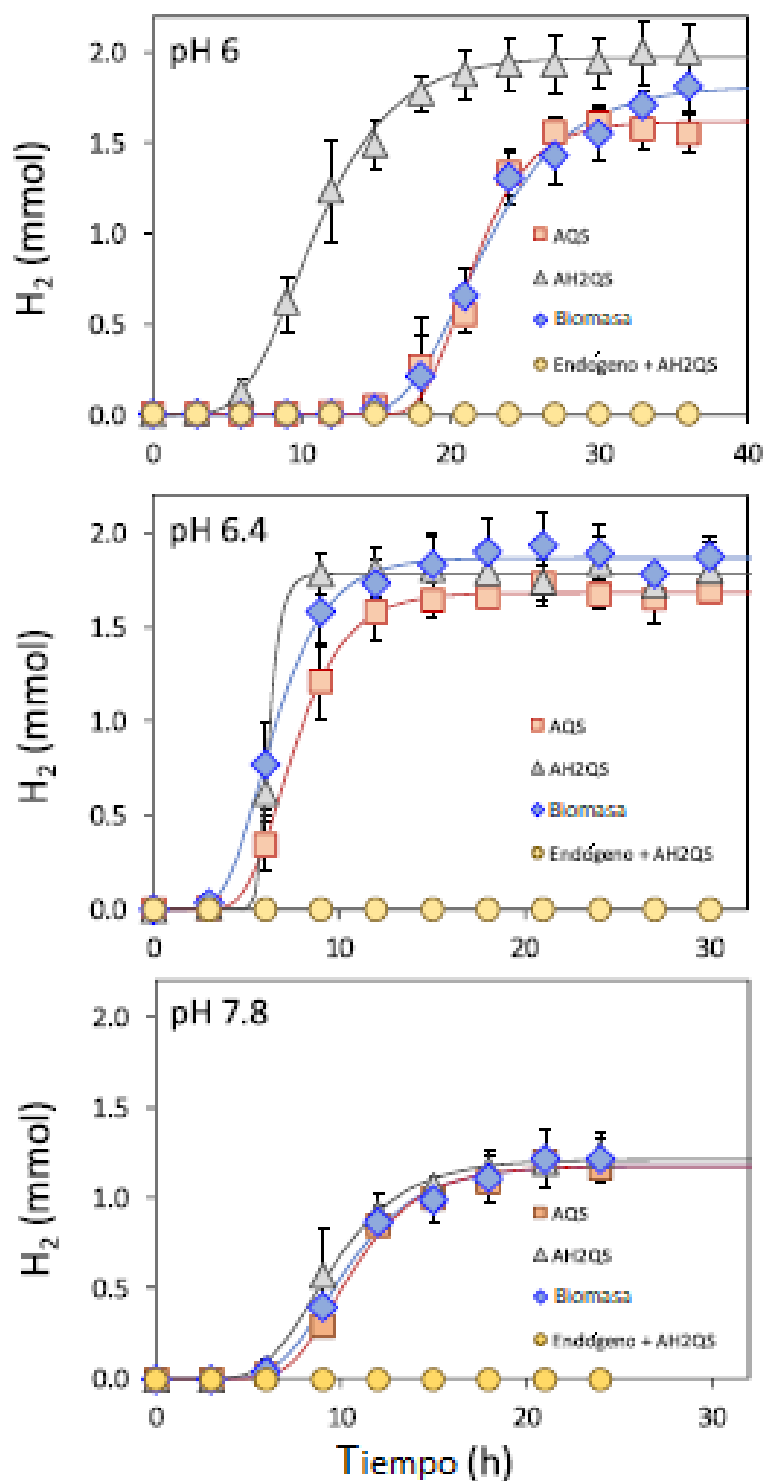 pH 6
2.0
1.5
1.0
0.5
0.0
H2 (mmol)
AQS
AH2QS
Biomasa
Endógeno + AH2QS
0 10 20 30 40
pH 6.4
2.0
1.5
1.0
0.5
0.0
H2 (mmol)
AQS
AH2QS
Biomasa
Endógeno + AH2QS
0 10 20 30
pH 7.8
2.0
1.5
1.0
0.5
0.0
H2 (mmol)
AQS
AH2QS
Biomasa
Endógeno + AH2QS
0 10 20 30
Tiempo (h)